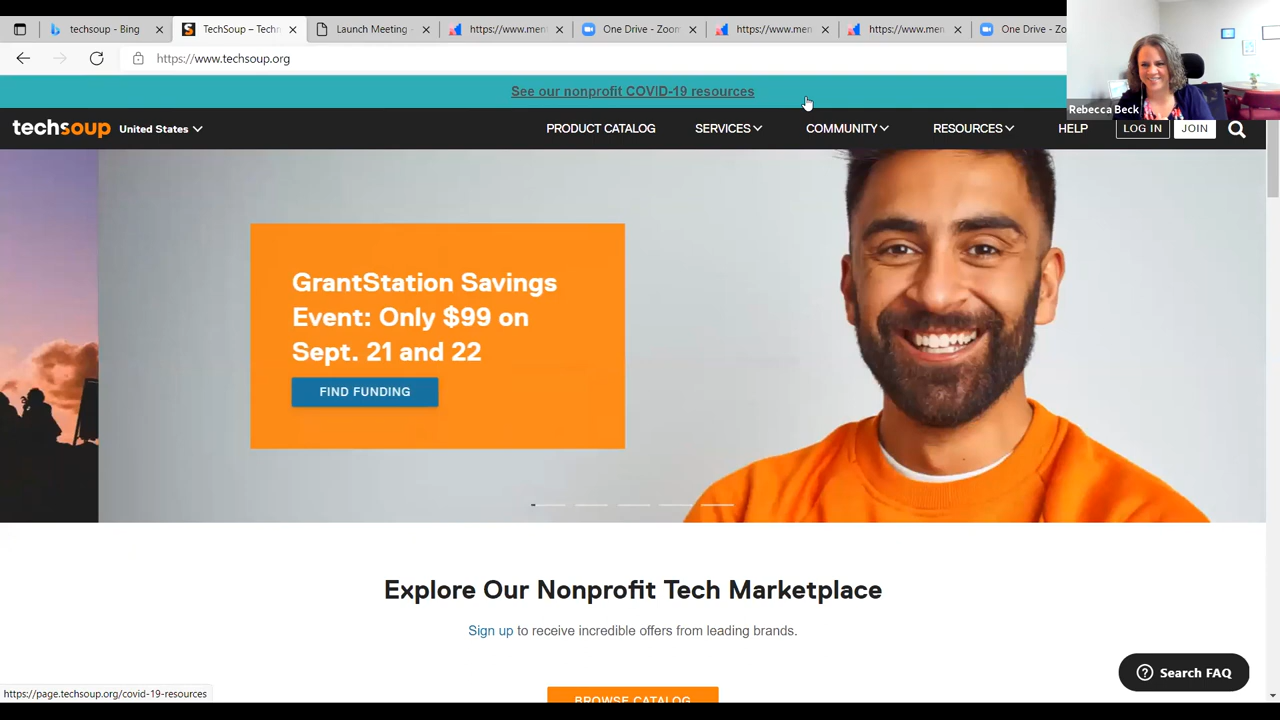 techsoup - Bing
TechSoup – Techn
Launch Meeting -
https://www.men
One Drive - Zoom
https://www.men
https://www.men
One Drive - Zo
https://www.techsoup.org
Rebecca Beck
See our nonprofit COVID-19 resources
techsoup
United States
PRODUCT CATALOG
SERVICES
COMMUNITY
RESOURCES
HELP
LOG IN
JOIN
GrantStation Savings
Event: Only $99 on
Sept. 21 and 22
FIND FUNDING
Explore Our Nonprofit Tech Marketplace
Sign up to receive incredible offers from leading brands.
Search FAQ
https://page.techsoup.org/covid-19-resources
BROWSE CATALOG